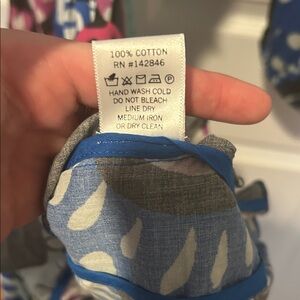 100% COTTON
RN #142846
P
HAND WASH COLD
DO NOT BLEACH
LINE DRY
MEDIUM IRON
OR DRY CLEAN